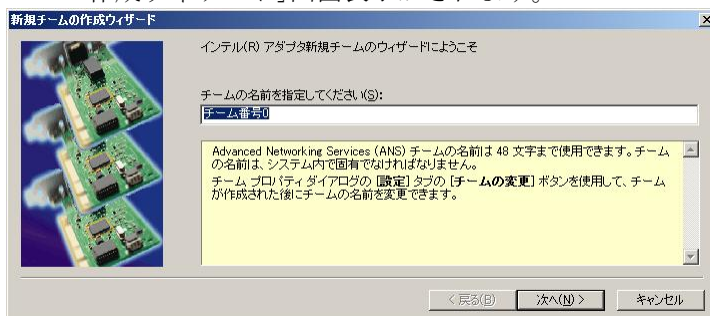 新規チームの作成ウィザード
インテル(R) アダプタ新規チームのウィザードにようこそ
チームの名前を指定してください(S):
チーム番号0
Advanced Networking Services (ANS) チームの名前は 48 文字まで使用できます。チーム
の名前は、システム内で固有でなければなりません。
チーム プロパティ ダイアログの [設定] タブの [チームの変更] ボタンを使用して、チーム
が作成された後にチームの名前を変更できます。
< 戻る(B)
次へ(N) >
キャンセル